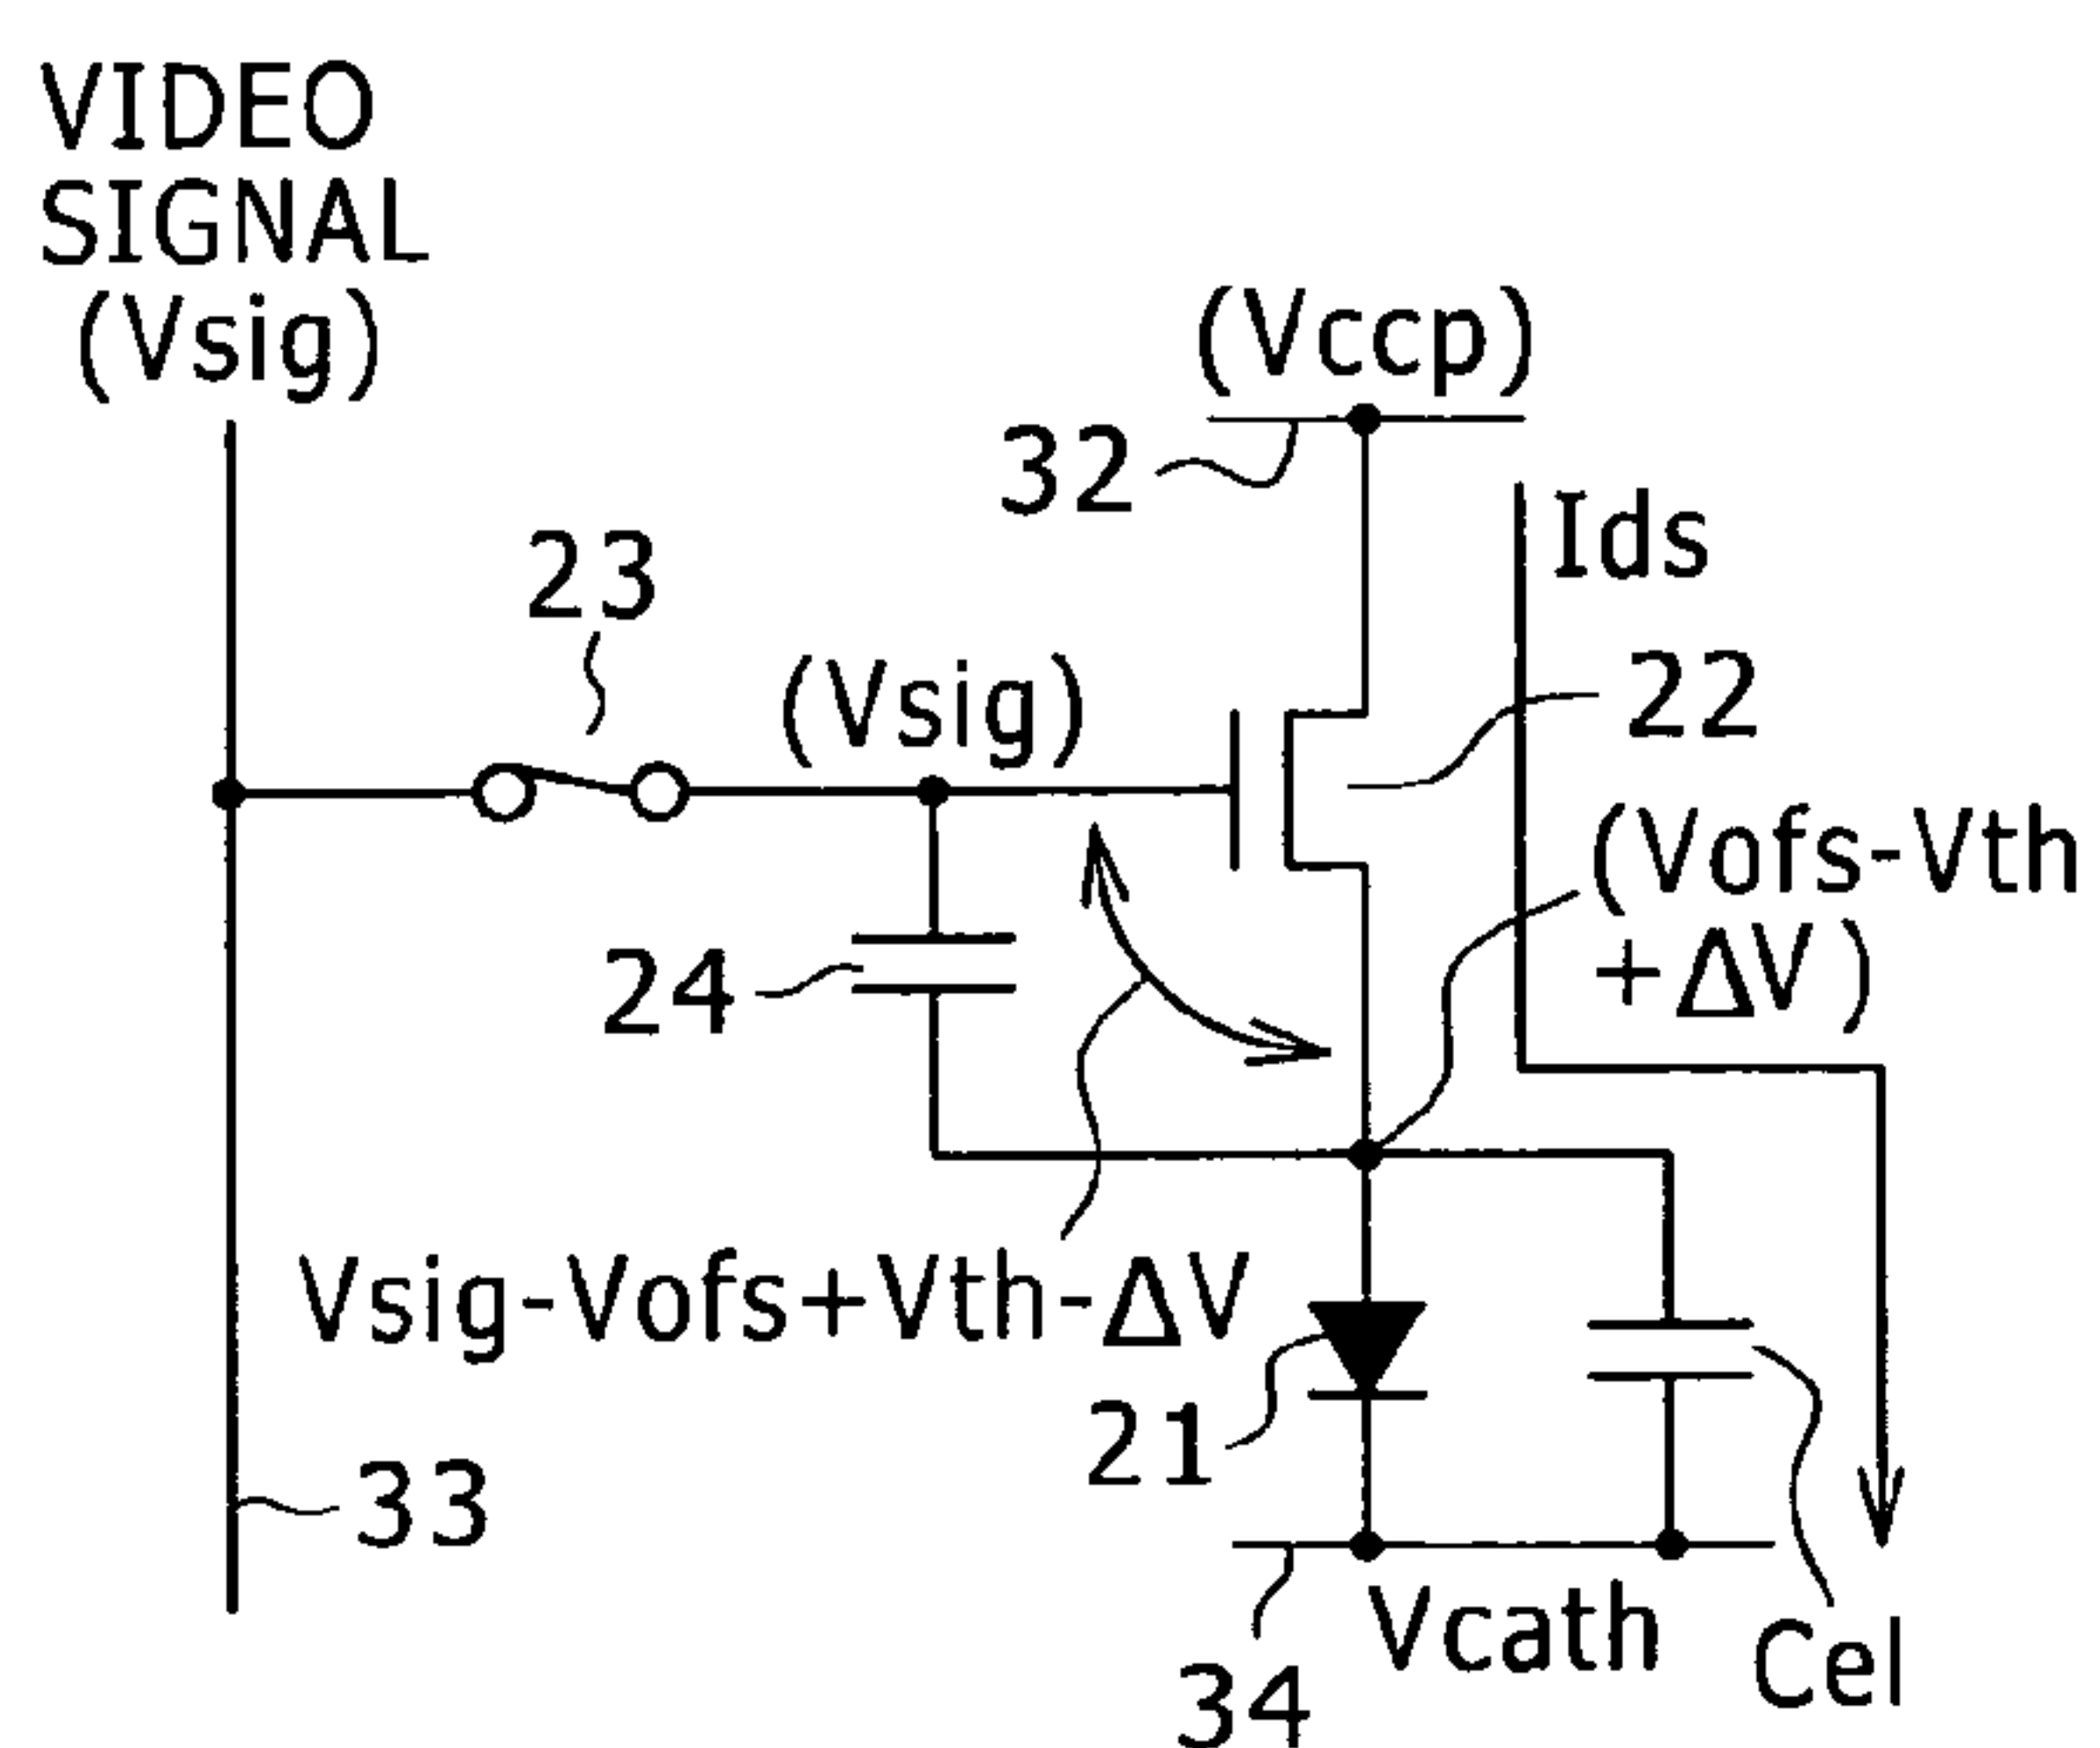 VIDEO
SIGNAL
(Vsig)
(Vccp)
32
Ids
23
22
(Vsig)
(Vofs-Vth
+ΔV)
24
Vsig-Vofs+Vth-ΔV
21
33
Vcath
Cel
34